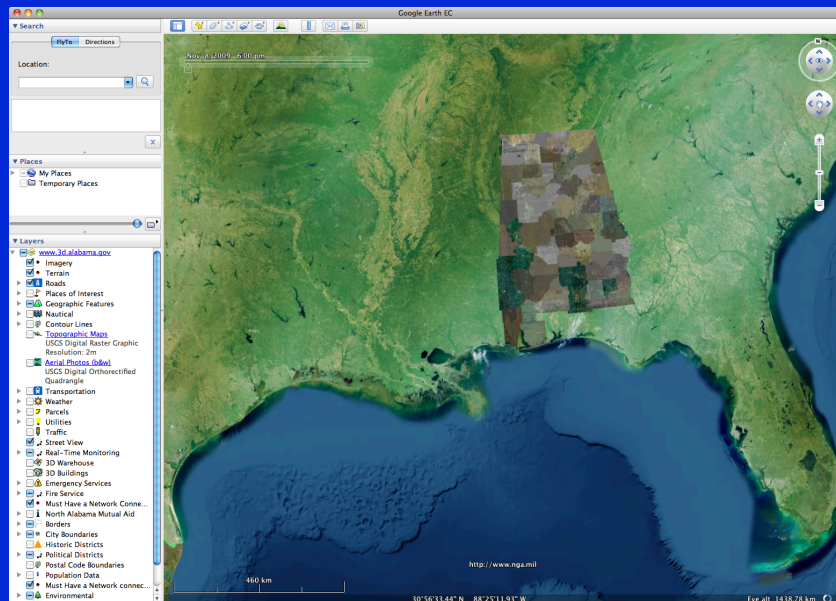 Google Earth EC
Search
FlyTo Directions
Location:
x
Places
My Places
Temporary Places
Layers
www.3d.alabama.gov
Imagery
Terrain
Roads
Places of Interest
Geographic Features
Nautical
Contour Lines
Topographic Maps
USGS Digital Raster Graphic
Resolution: 2m
Aerial Photos (b&w)
USGS Digital Orthorectified
Quadrangle
Transportation
Weather
Parcels
Utilities
Traffic
Street View
Real-Time Monitoring
3D Warehouse
3D Buildings
Emergency Services
Fire Service
Must Have a Network Conne...
North Alabama Mutual Aid
Borders
City Boundaries
Historic Districts
Political Districts
Postal Code Boundaries
Population Data
Must Have a Network connec...
Environmental
Nov 8, 2009 6:00 pm
N
http://www.nga.mil
460 km
30°56'33.44" N 88°25'11.93" W
Eye alt 1438.78 km